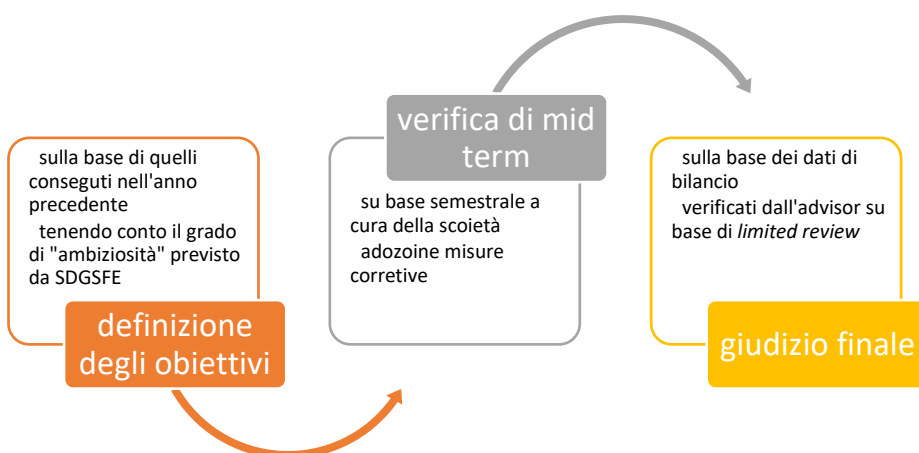 sulla base di quelli
conseguiti nell'anno
precedente
tenendo conto il grado
di "ambiziosità" previsto
da SDGSFE
definizione
degli obiettivi
verifica di mid
term
su base semestrale a
cura della scoietà
adozoine misure
corretive
sulla base dei dati di
bilancio
verificati dall'advisor su
base di limited review
giudizio finale